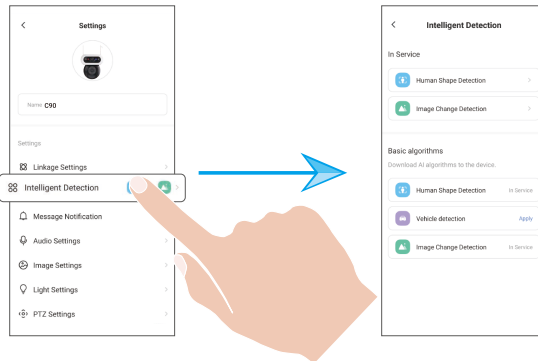 Settings
Name C90
Settings
Linkage Settings
Intelligent Detection
Message Notification
Audio Settings
Image Settings
Light Settings
PTZ Settings
Intelligent Detection
In Service
Human Shape Detection
Image Change Detection
Basic algorithms
Download AI algorithms to the device.
Human Shape Detection In Service
Vehicle detection Apply
Image Change Detection In Service